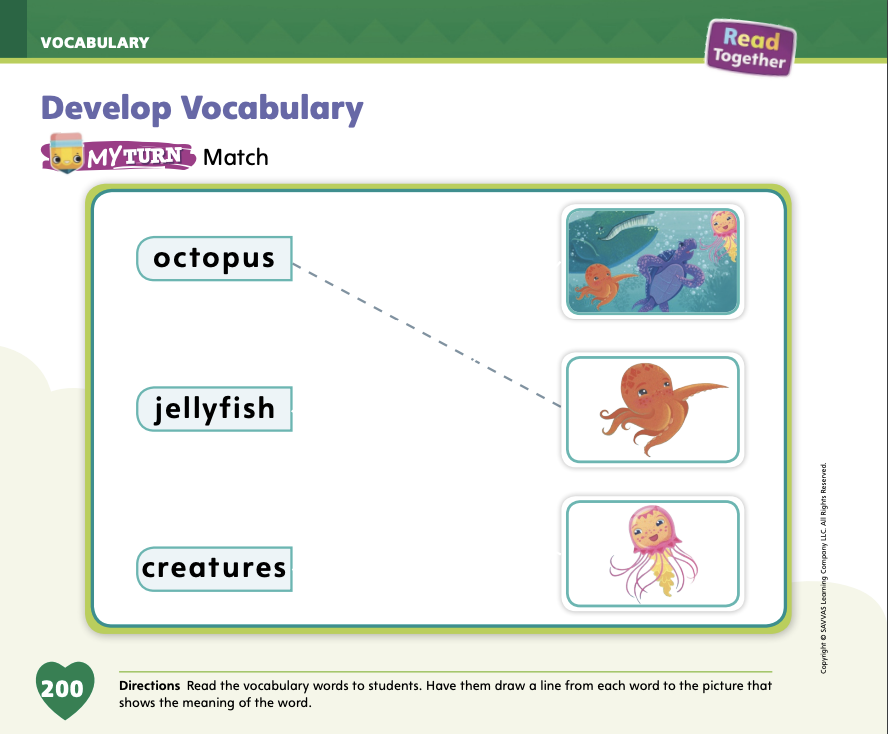 VOCABULARY
Read
Together
Develop Vocabulary
MY TURN Match
octopus
jellyfish
creatures
Copyright © SAVVAS Learning Company LLC. All Rights Reserved.
200
Directions Read the vocabulary words to students. Have them draw a line from each word to the picture that
shows the meaning of the word.